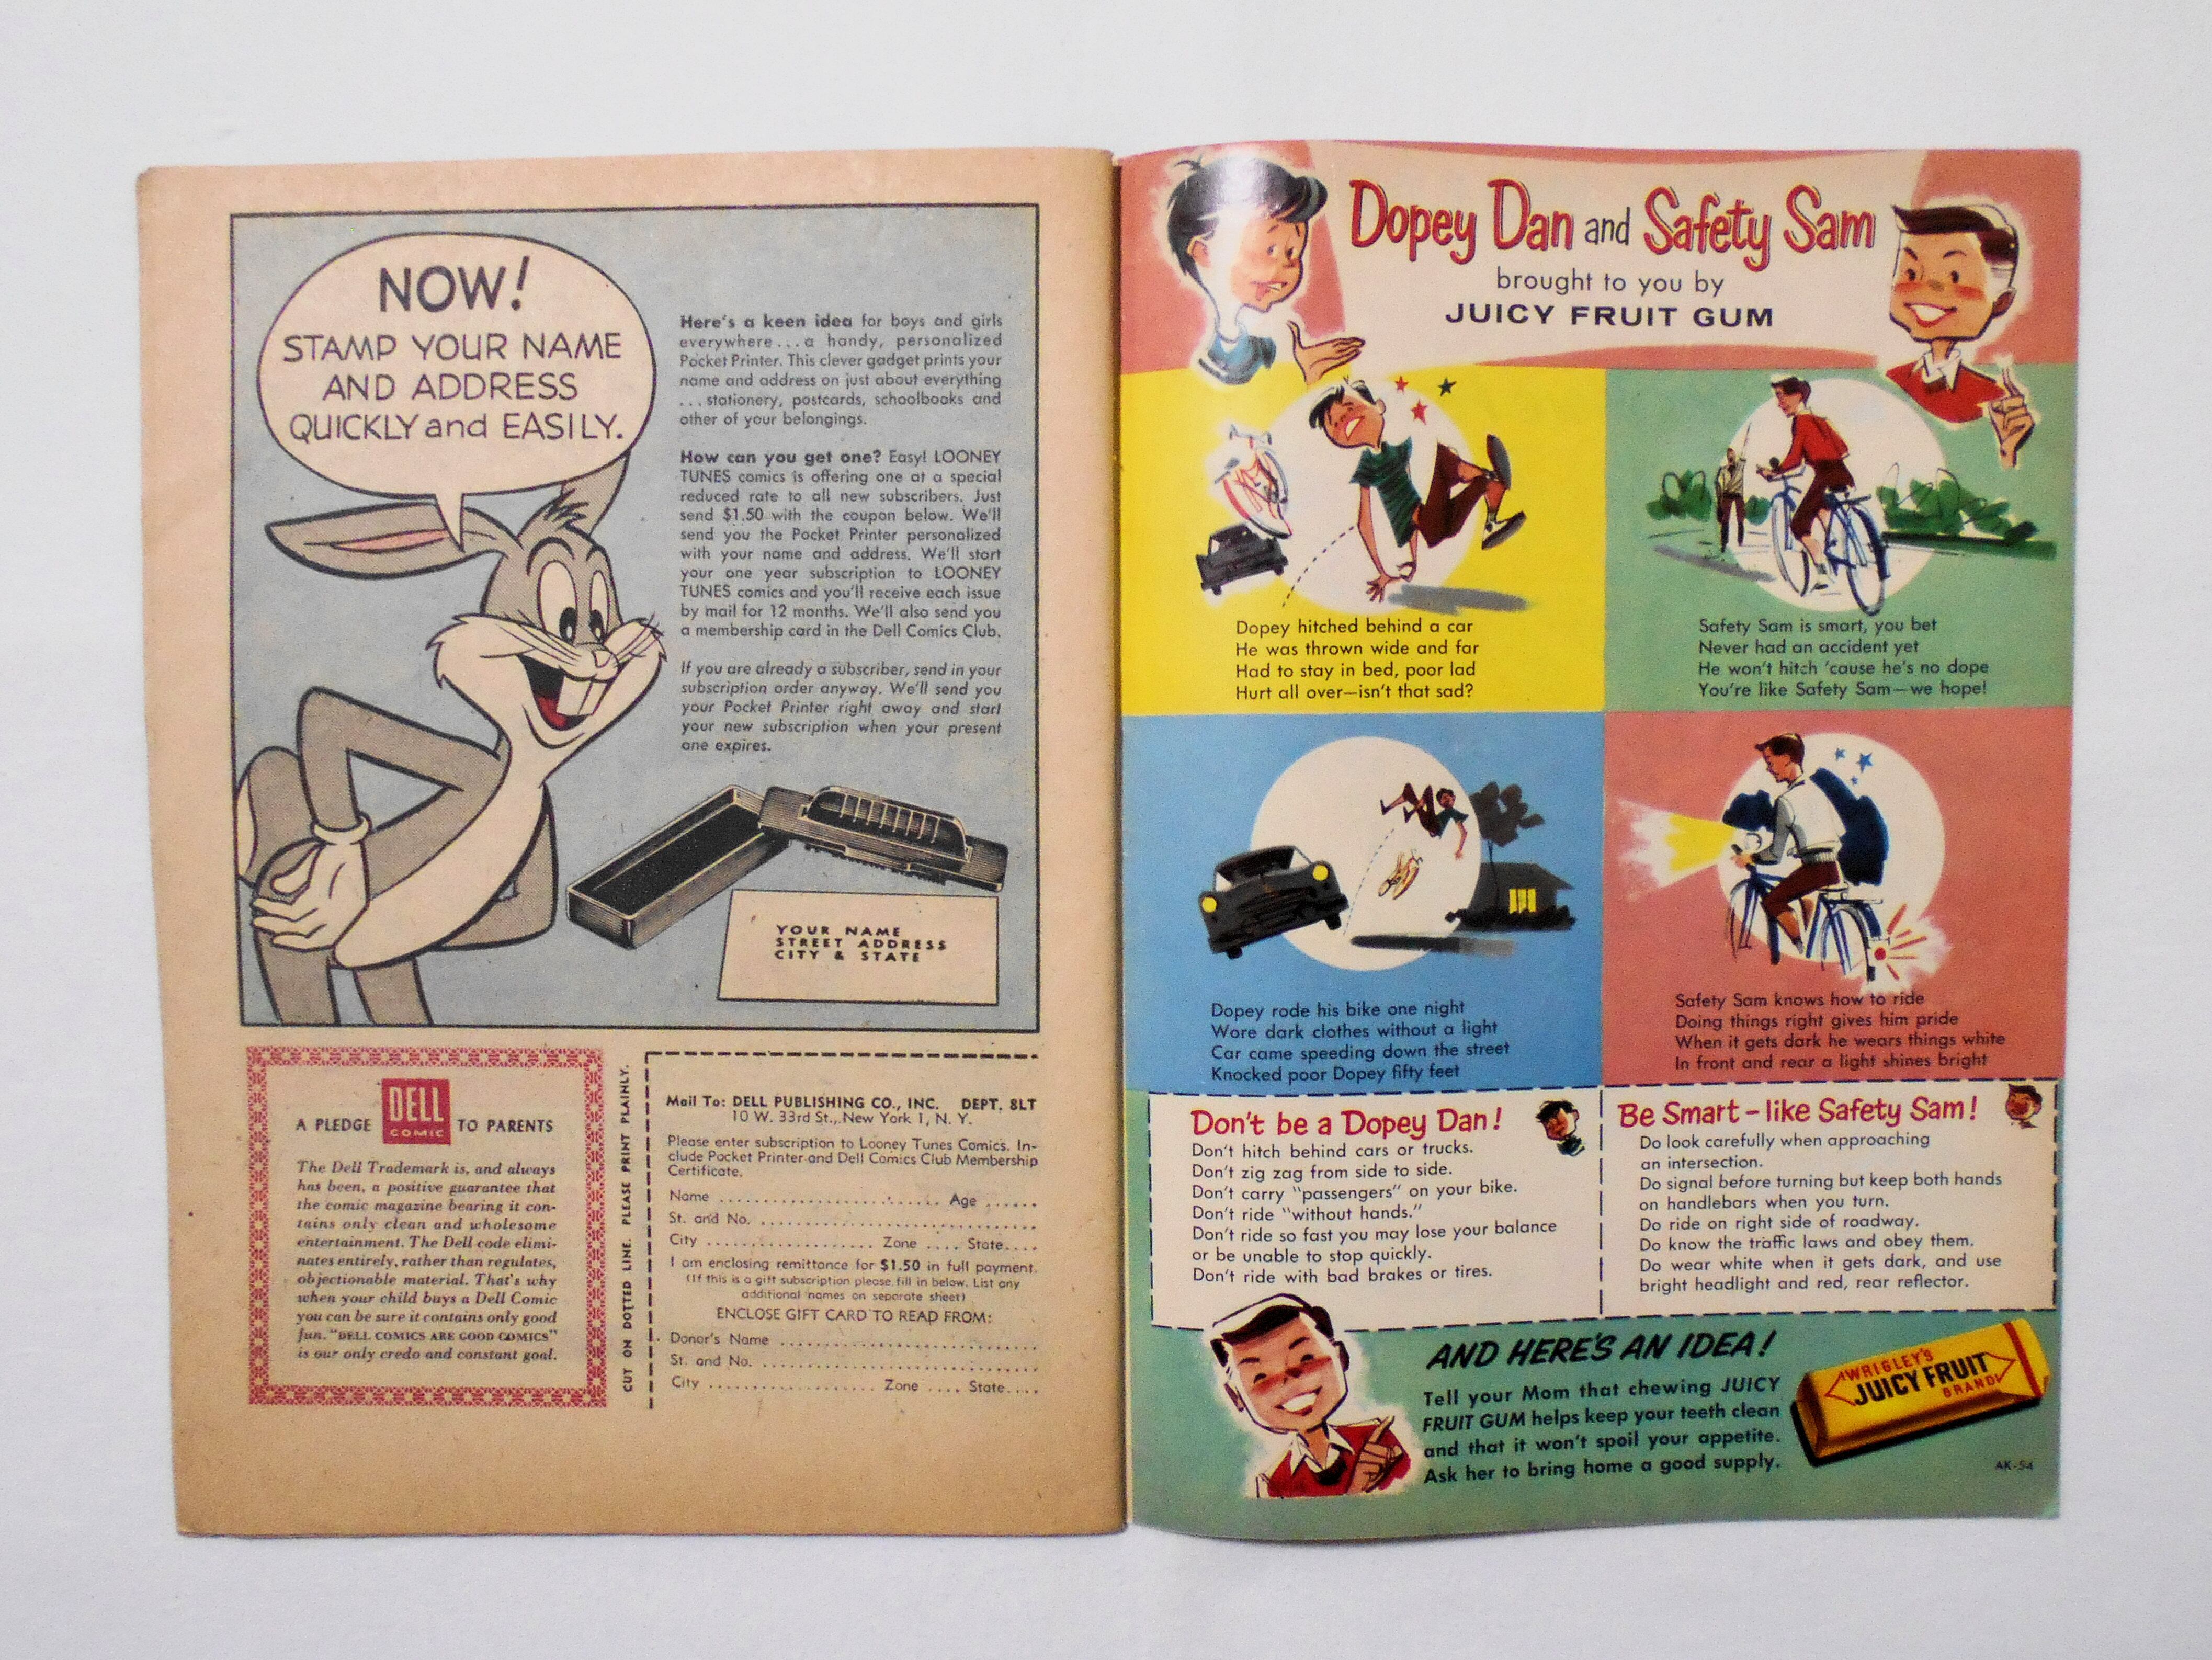 NOW!
STAMP YOUR NAME
AND ADDRESS
QUICKLY and EASILY.
Here's a keen idea for boys and girls
everywhere...a handy, personalized
Pocket Printer. This clever gadget prints your
name and address on just about everything
...stationery, postcards, schoolbooks and
other of your belongings.
How can you get one? Easy! LOONEY
TUNES comics is offering one at a special
reduced rate to all new subscribers. Just
send $1.50 with the coupon below. We'll
send you the Pocket Printer personalized
with your name and address. We'll start
your one year subscription to LOONEY
TUNES comics and you'll receive each issue
by mail for 12 months. We'll also send you
a membership card in the Dell Comics Club.
If you are already a subscriber, send in your
subscription order anyway. We'll send you
your Pocket Printer right away and start
your new subscription when your present
one expires.
YOUR NAME
STREET ADDRESS
CITY & STATE
A PLEDGE DELL COMIC TO PARENTS
The Dell Trademark is, and always
has been, a positive guarantee that
the comic magazine bearing it con-
tains only clean and wholesome
entertainment. The Dell code elimi-
nates entirely, rather than regulates,
objectionable material. That's why
when your child buys a Dell Comic
you can be sure it contains only good
fun. "DELL COMICS ARE GOOD COMICS"
is our only credo and constant goal.
CUT ON DOTTED LINE. PLEASE PRINT PLAINLY.
Mail To: DELL PUBLISHING CO., INC. DEPT. 8LT
10 W. 33rd St., New York 1, N. Y.
Please enter subscription to Looney Tunes Comics. In-
clude Pocket Printer and Dell Comics Club Membership
Certificate.
Name ........................ Age ......
St. and No. ........................
City .................... Zone .... State....
I am enclosing remittance for $1.50 in full payment.
(If this is a gift subscription please fill in below. List any
additional names on separate sheet)
ENCLOSE GIFT CARD TO READ FROM:
Donor's Name ........................
St. and No. ........................
City .................... Zone .... State....
Dopey Dan and Safety Sam
brought to you by
JUICY FRUIT GUM
Dopey hitched behind a car
He was thrown wide and far
Had to stay in bed, poor lad
Hurt all over—isn't that sad?
Safety Sam is smart, you bet
Never had an accident yet
He won't hitch 'cause he's no dope
You're like Safety Sam—we hope!
Dopey rode his bike one night
Wore dark clothes without a light
Car came speeding down the street
Knocked poor Dopey fifty feet
Safety Sam knows how to ride
Doing things right gives him pride
When it gets dark he wears things white
In front and rear a light shines bright
Don't be a Dopey Dan!
Don't hitch behind cars or trucks.
Don't zig zag from side to side.
Don't carry "passengers" on your bike.
Don't ride "without hands."
Don't ride so fast you may lose your balance
or be unable to stop quickly.
Don't ride with bad brakes or tires.
Be Smart - like Safety Sam!
Do look carefully when approaching
an intersection.
Do signal before turning but keep both hands
on handlebars when you turn.
Do ride on right side of roadway.
Do know the traffic laws and obey them.
Do wear white when it gets dark, and use
bright headlight and red, rear reflector.
AND HERE'S AN IDEA!
Tell your Mom that chewing JUICY
FRUIT GUM helps keep your teeth clean
and that it won't spoil your appetite.
Ask her to bring home a good supply.
WRIGLEY'S
JUICY FRUIT
BRAND
AK-54